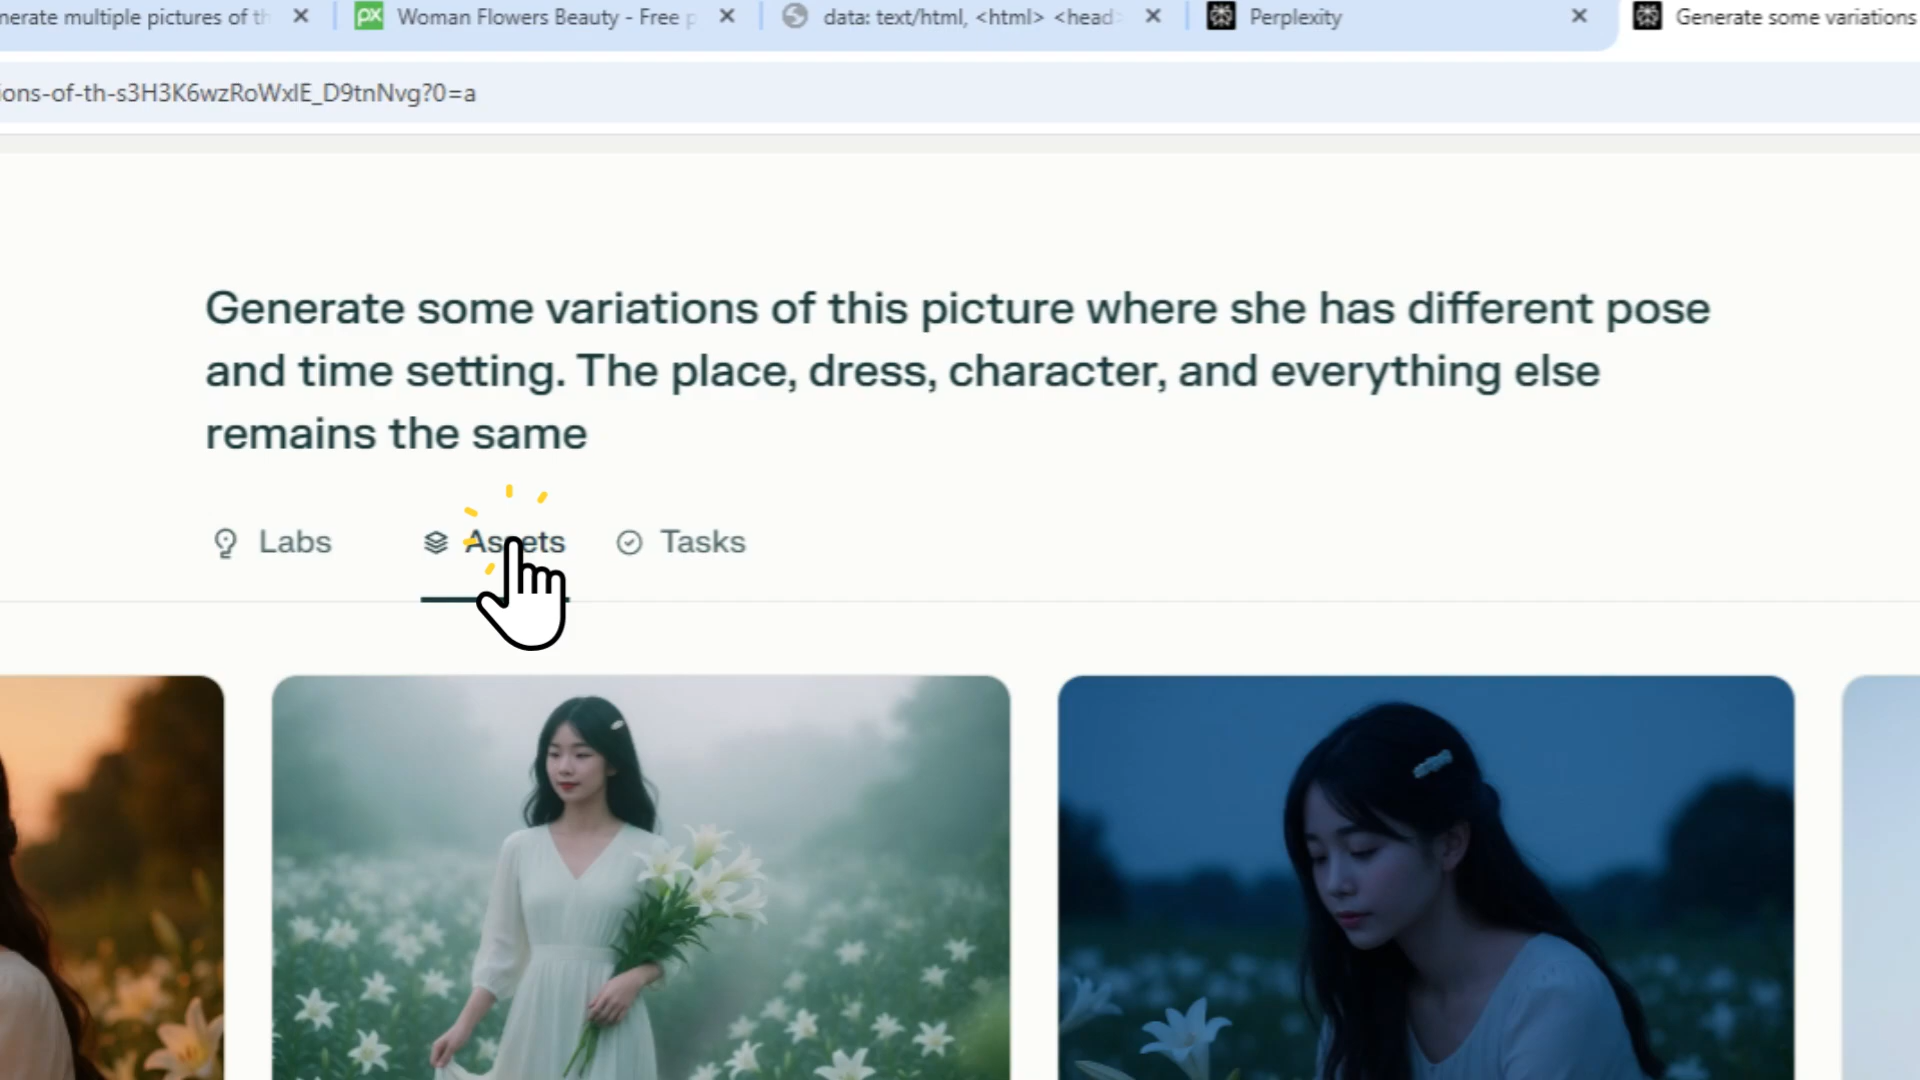 nerate multiple pictures of th
Woman Flowers Beauty - Free p
data: text/html, <html> <head
Perplexity
Generate some variations
ions-of-th-s3H3K6wzRoWxlE_D9tnNvg?0=a
Generate some variations of this picture where she has different pose
and time setting. The place, dress, character, and everything else
remains the same
Labs
Assets
Tasks